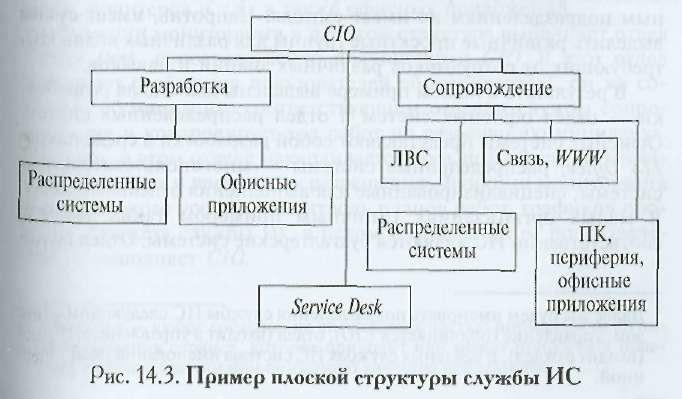 CIO
Разработка
Сопровождение
ЛВС
Связь, WWW
Распределенные
системы
Офисные
приложения
Распределенные
системы
ПК,
периферия,
офисные
приложения
Service Desk
Рис. 14.3. Пример плоской структуры службы ИС